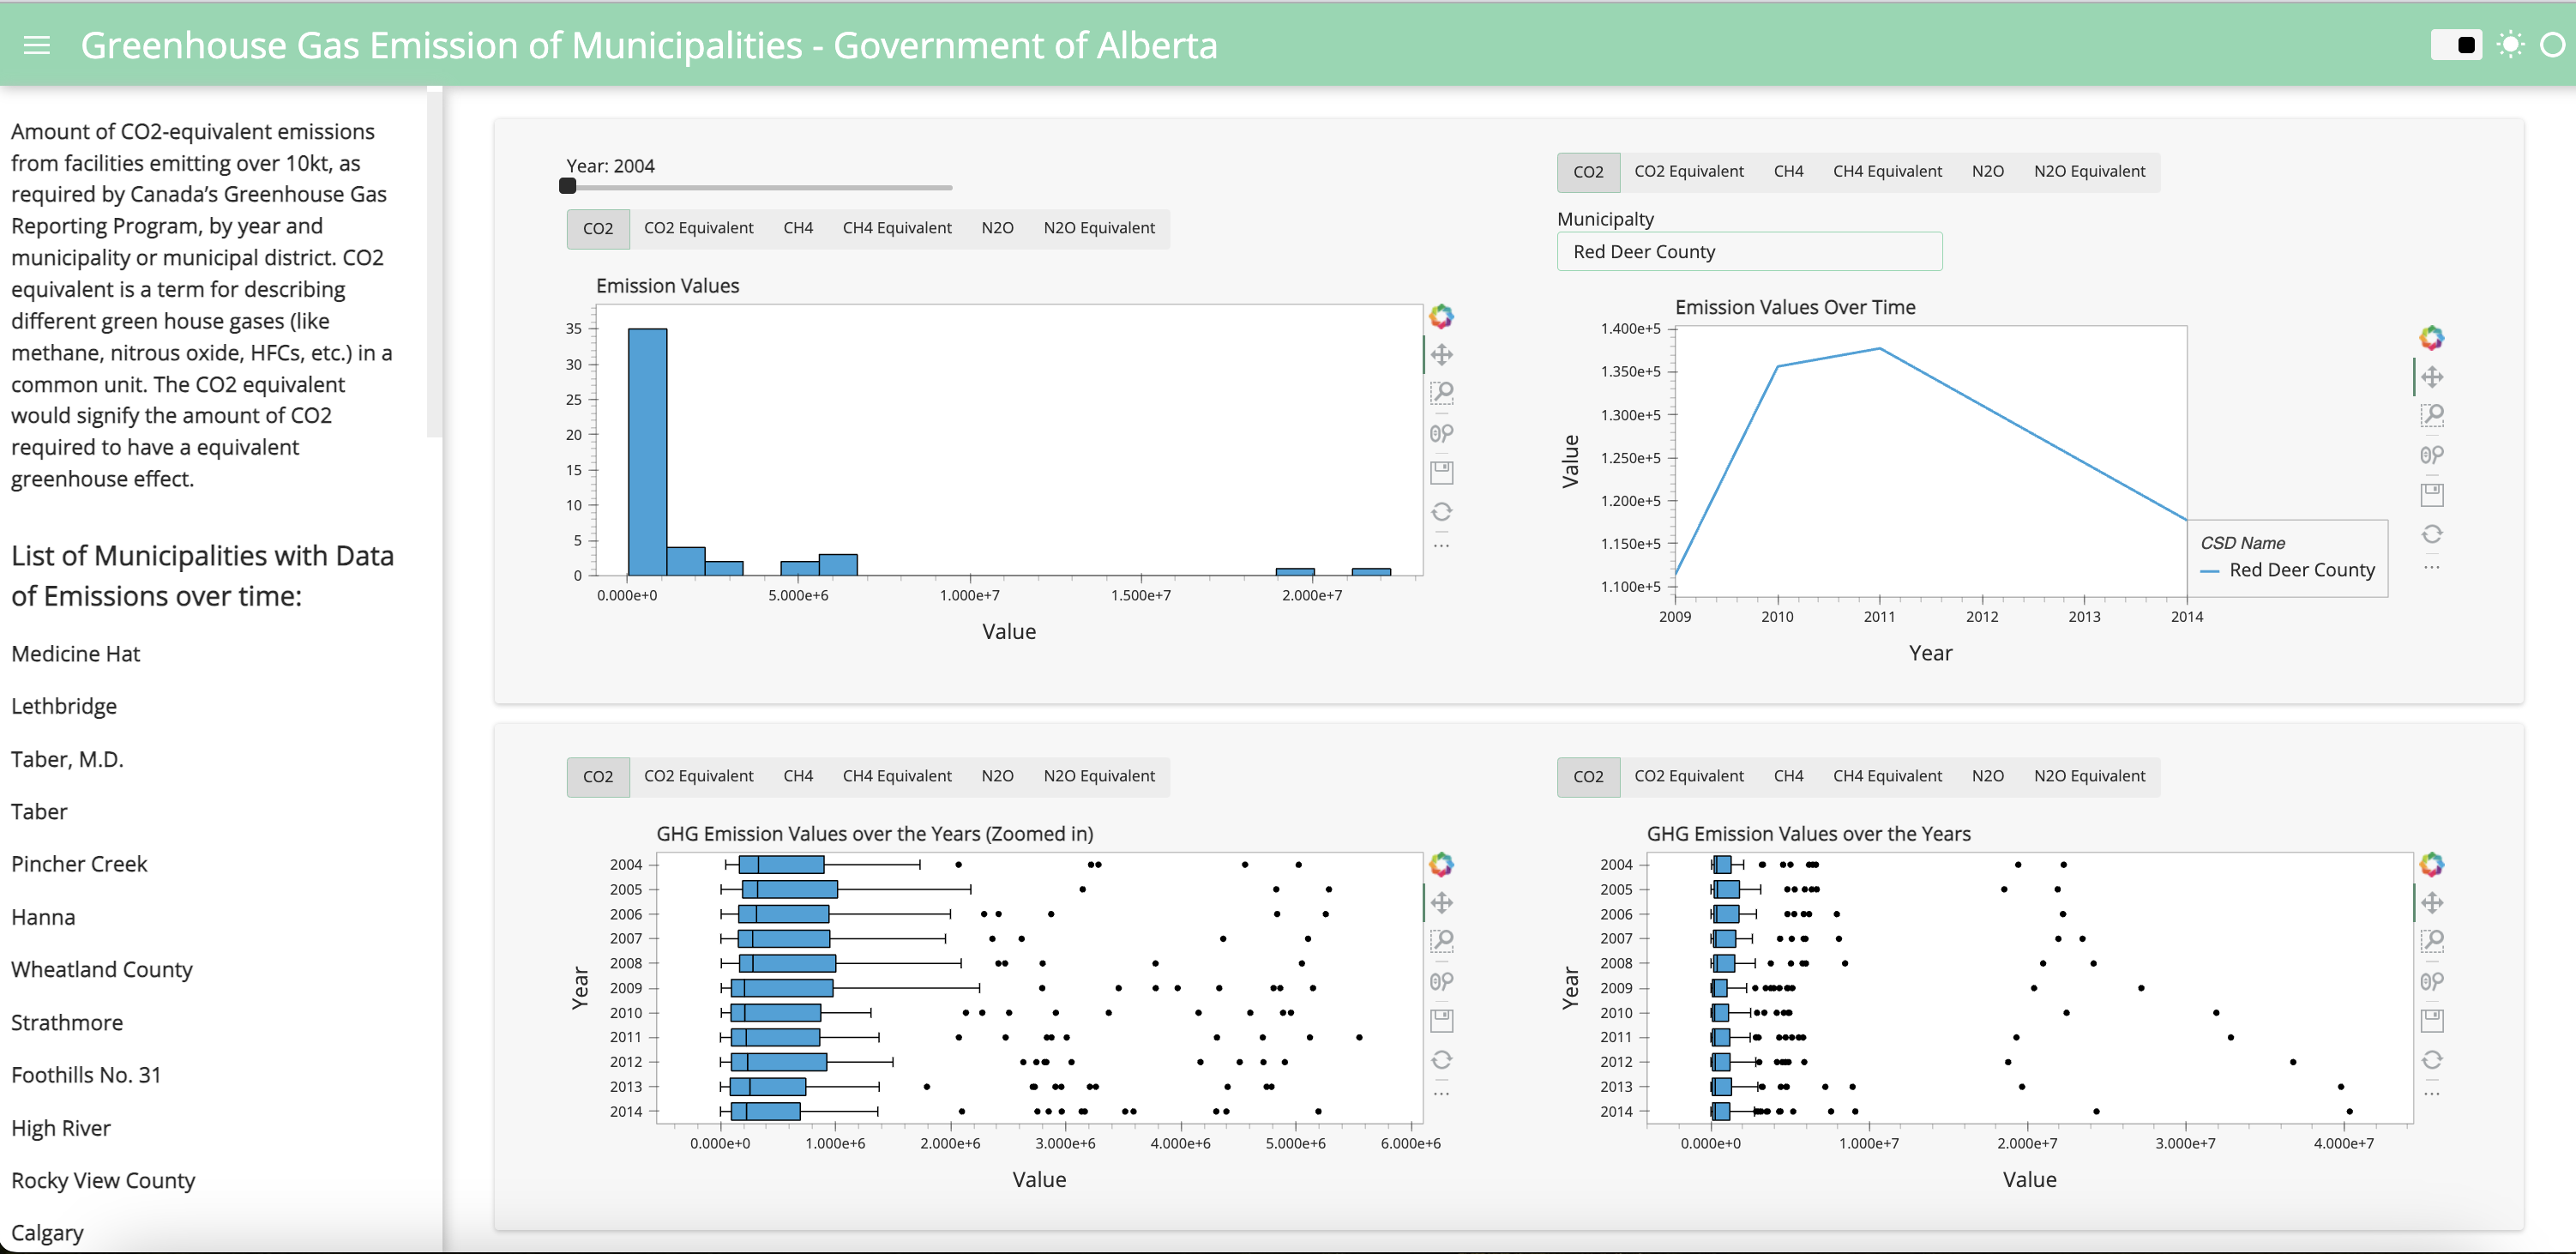 Greenhouse Gas Emission of Municipalities - Government of Alberta
Amount of CO2-equivalent emissions
from facilities emitting over 10kt, as
required by Canada’s Greenhouse Gas
Reporting Program, by year and
municipality or municipal district. CO2
equivalent is a term for describing
different green house gases (like
methane, nitrous oxide, HFCs, etc.) in a
common unit. The CO2 equivalent
would signify the amount of CO2
required to have a equivalent
greenhouse effect.
List of Municipalities with Data
of Emissions over time:
Medicine Hat
Lethbridge
Taber, M.D.
Taber
Pincher Creek
Hanna
Wheatland County
Strathmore
Foothills No. 31
High River
Rocky View County
Calgary
Year: 2004
CO2 CO2 Equivalent CH4 CH4 Equivalent N2O N2O Equivalent
Emission Values
35
30
25
20
15
10
5
0
0.000e+0 5.000e+6 1.000e+7 1.500e+7 2.000e+7
Value
CO2 CO2 Equivalent CH4 CH4 Equivalent N2O N2O Equivalent
Municipalty
Red Deer County
Emission Values Over Time
Value
1.400e+5
1.350e+5
1.300e+5
1.250e+5
1.200e+5
1.150e+5
1.100e+5
2009 2010 2011 2012 2013 2014
Year
CSD Name
Red Deer County
CO2 CO2 Equivalent CH4 CH4 Equivalent N2O N2O Equivalent
GHG Emission Values over the Years (Zoomed in)
Year
2004
2005
2006
2007
2008
2009
2010
2011
2012
2013
2014
0.000e+0 1.000e+6 2.000e+6 3.000e+6 4.000e+6 5.000e+6 6.000e+6
Value
CO2 CO2 Equivalent CH4 CH4 Equivalent N2O N2O Equivalent
GHG Emission Values over the Years
Year
2004
2005
2006
2007
2008
2009
2010
2011
2012
2013
2014
0.000e+0 1.000e+7 2.000e+7 3.000e+7 4.000e+7
Value